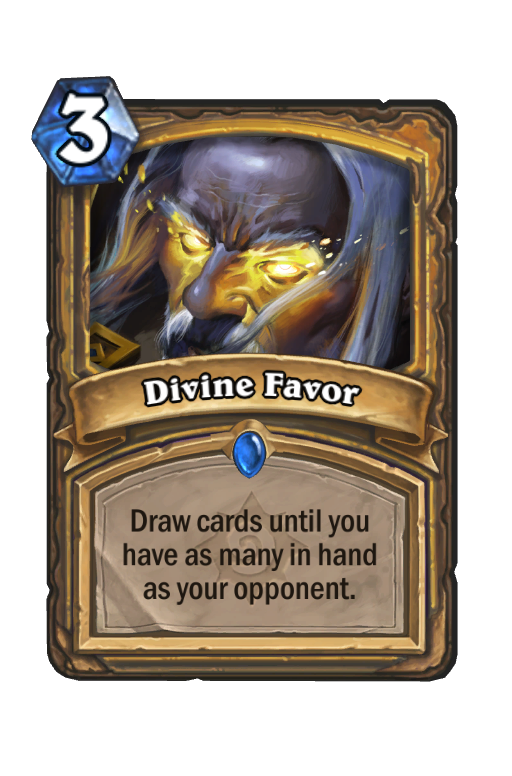 3
Divine Favor
Draw cards until you
have as many in hand
as your opponent.